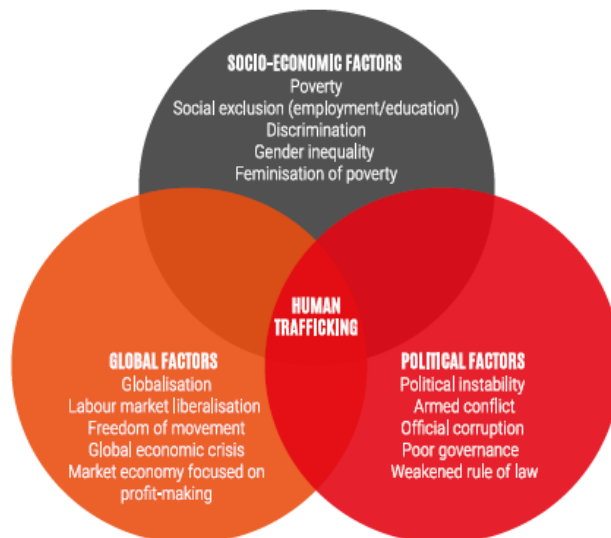 SOCIO-ECONOMIC FACTORS
Poverty
Social exclusion (employment/education)
Discrimination
Gender inequality
Feminisation of poverty
HUMAN
TRAFFICKING
GLOBAL FACTORS
Globalisation
Labour market liberalisation
Freedom of movement
Global economic crisis
Market economy focused on
profit-making
POLITICAL FACTORS
Political instability
Armed conflict
Official corruption
Poor governance
Weakened rule of law